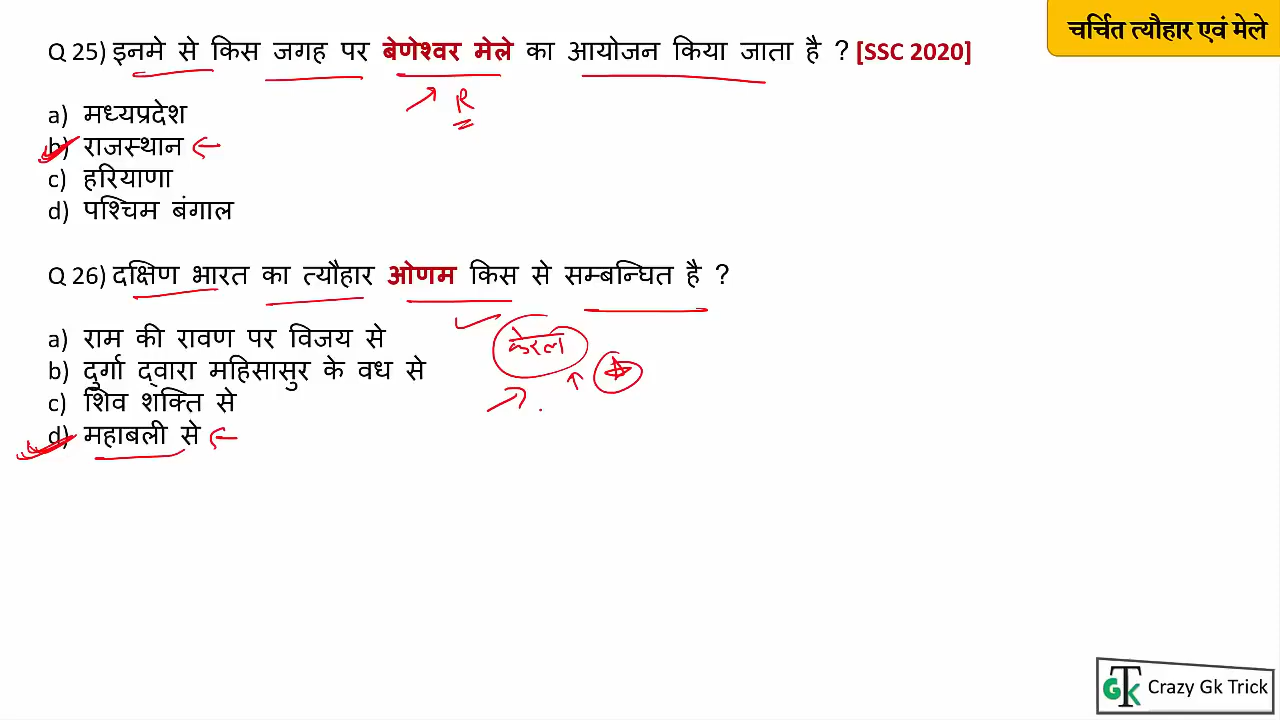 चर्चित त्यौहार एवं मेले
Q 25) इनमे से किस जगह पर बेणेश्वर मेले का आयोजन किया जाता है ? [SSC 2020]
R
a) मध्यप्रदेश
b) राजस्थान
c) हरियाणा
d) पश्चिम बंगाल
Q 26) दक्षिण भारत का त्यौहार ओणम किस से सम्बन्धित है ?
a) राम की रावण पर विजय से
केरल
b) दुर्गा द्वारा महिसासुर के वध से
c) शिव शक्ति से
d) महाबली से
GTK Crazy Gk Trick